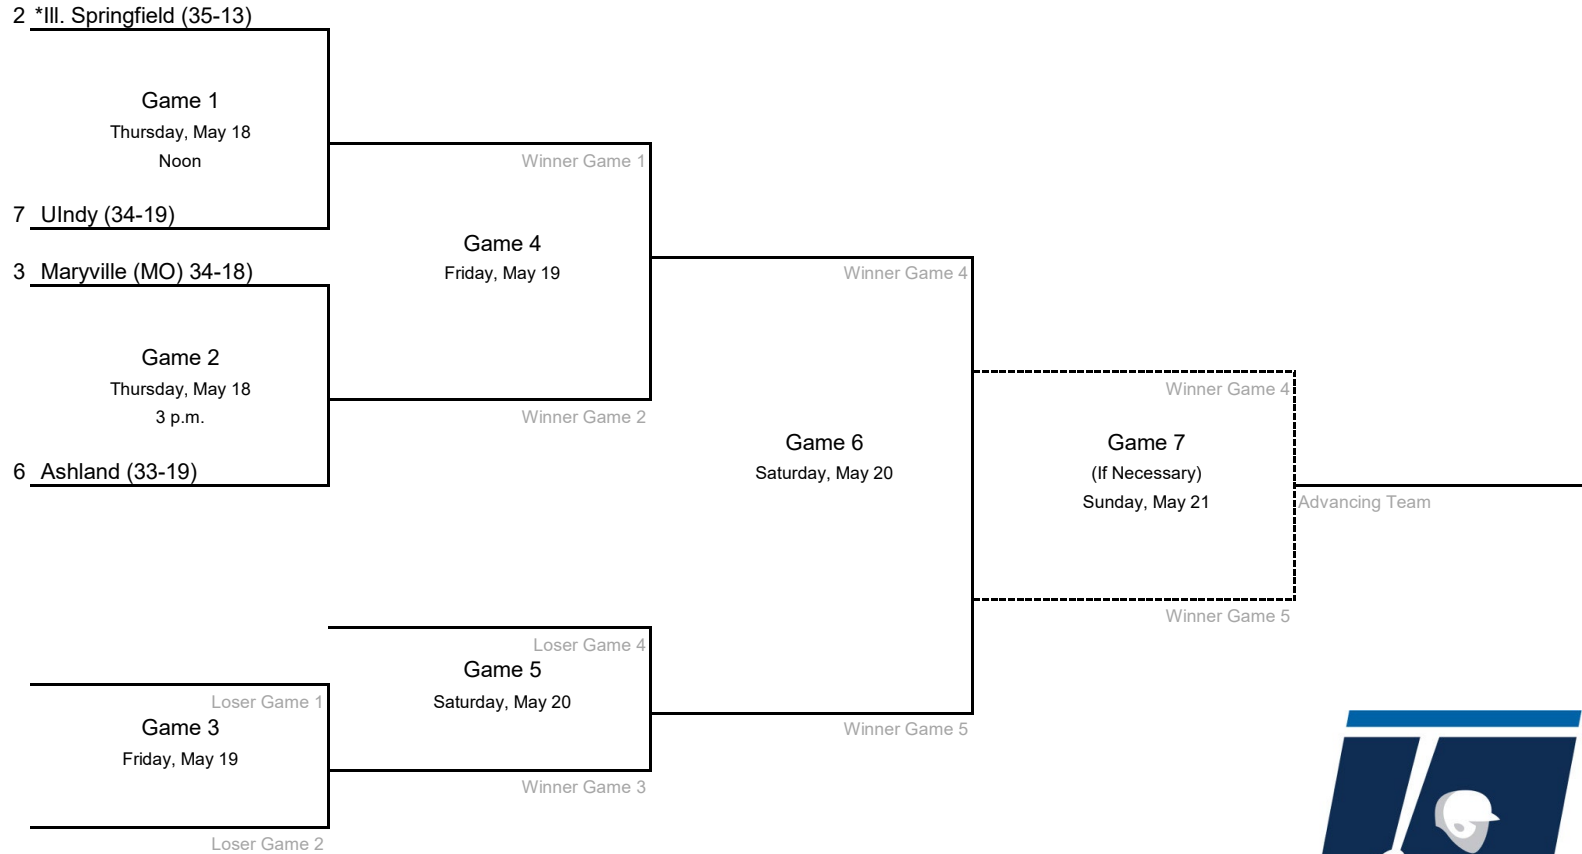 2 *Ill. Springfield (35-13)
Game 1
Thursday, May 18
Noon
Winner Game 1
7 UIndy (34-19)
Game 4
Friday, May 19
3 Maryville (MO) 34-18)
Winner Game 4
Game 2
Thursday, May 18
3 p.m.
Winner Game 2
6 Ashland (33-19)
Game 6
Saturday, May 20
Winner Game 4
Game 7
(If Necessary)
Sunday, May 21
Advancing Team
Winner Game 5
Loser Game 4
Game 5
Saturday, May 20
Loser Game 1
Game 3
Friday, May 19
Winner Game 5
Winner Game 3
Loser Game 2